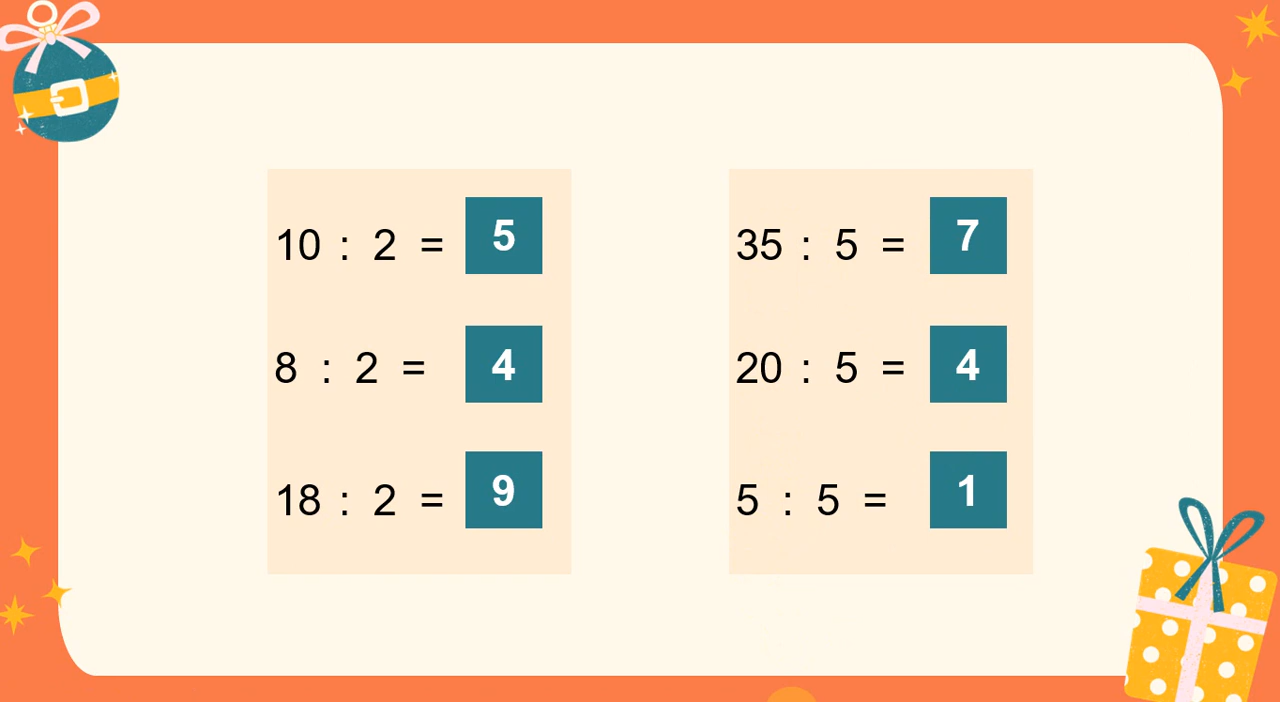 10 : 2 = 5
8 : 2 = 4
18 : 2 = 9
35 : 5 = 7
20 : 5 = 4
5 : 5 = 1